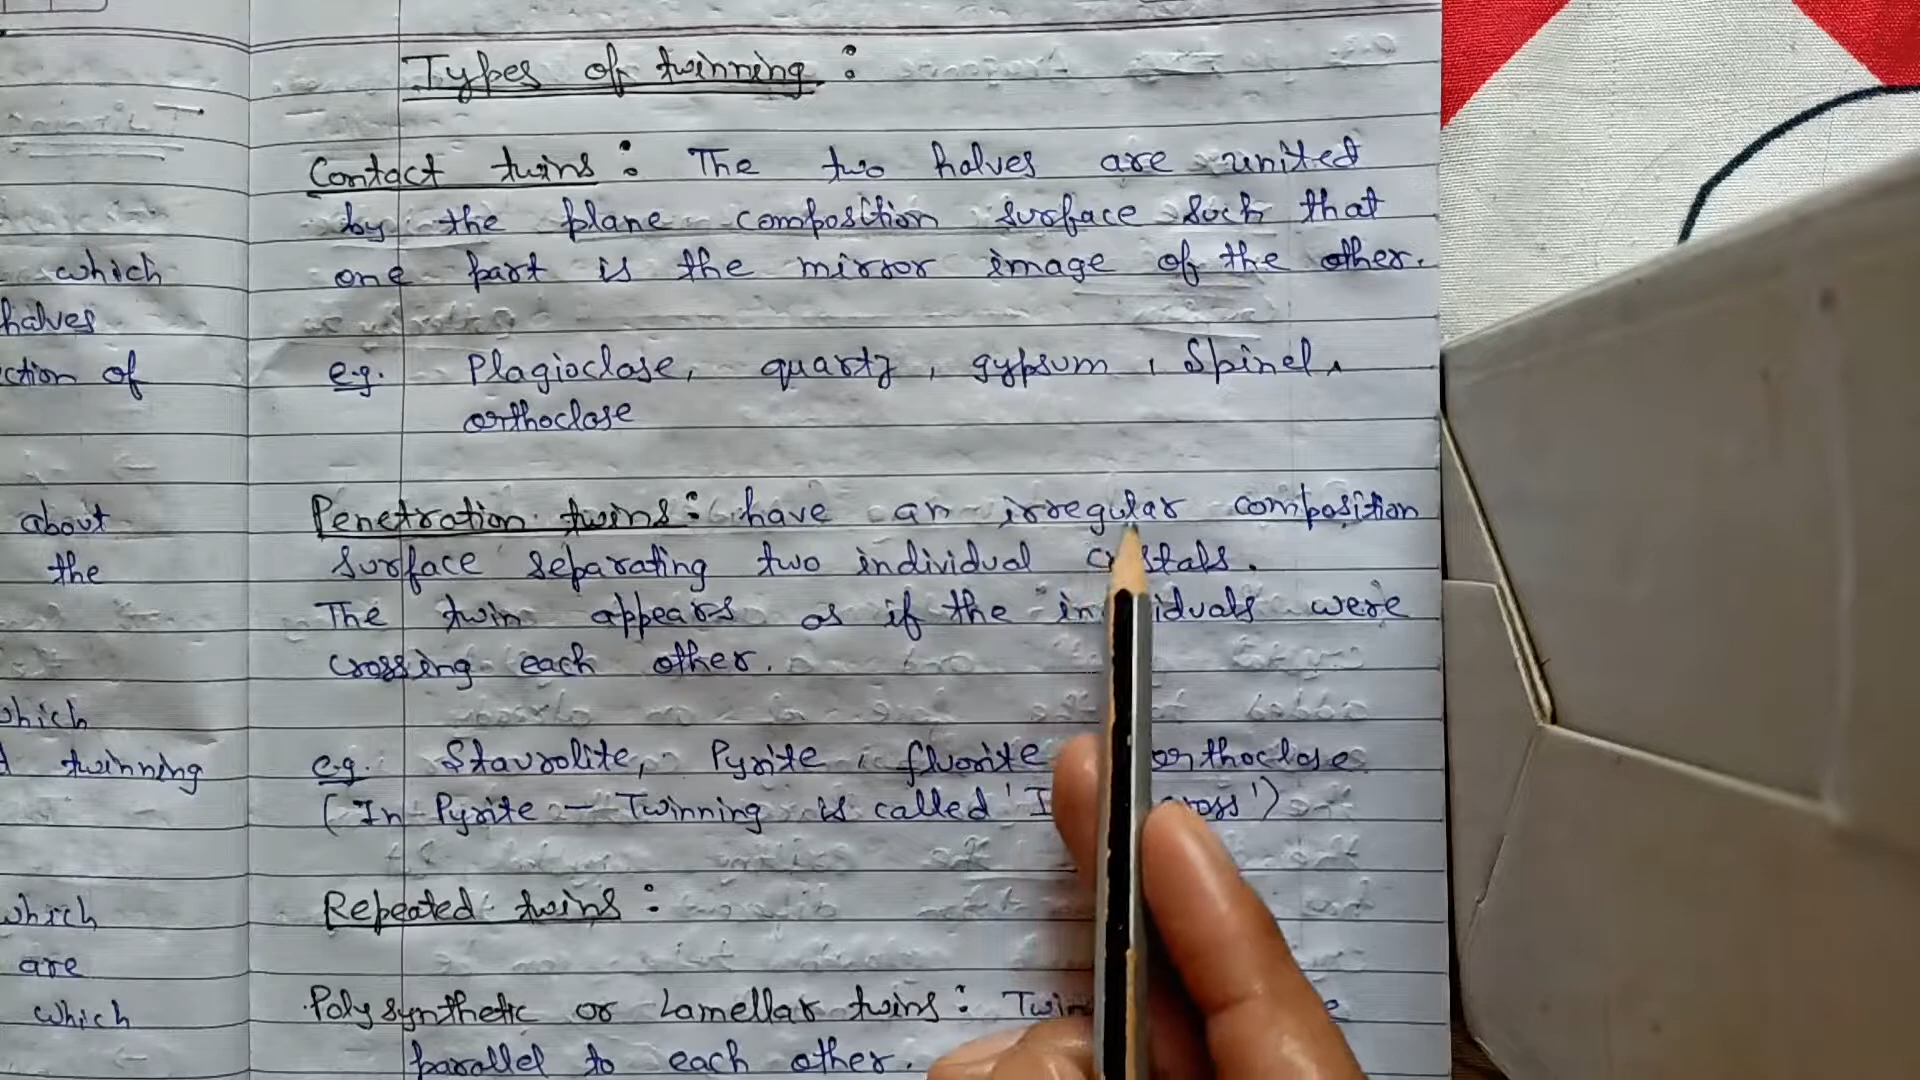 Types of twinning :
Contact twins : The two halves are united
by the plane composition surface such that
which one part is the mirror image of the other.
halves
ction of e.g. Plagioclase, quartz, gypsum, Spinel,
orthoclase
about Penetration twins : have an irregular composition
the surface separating two individual
The twin appears as if the were
crossing each other.
which
twinning e.g. Staurolite, Pyrite, fluorite orthoclase
(In Pyrite - Twinning is called '
which Repeated twins :
are
which Polysynthetic or Lamellar twins :
parallel to each other.